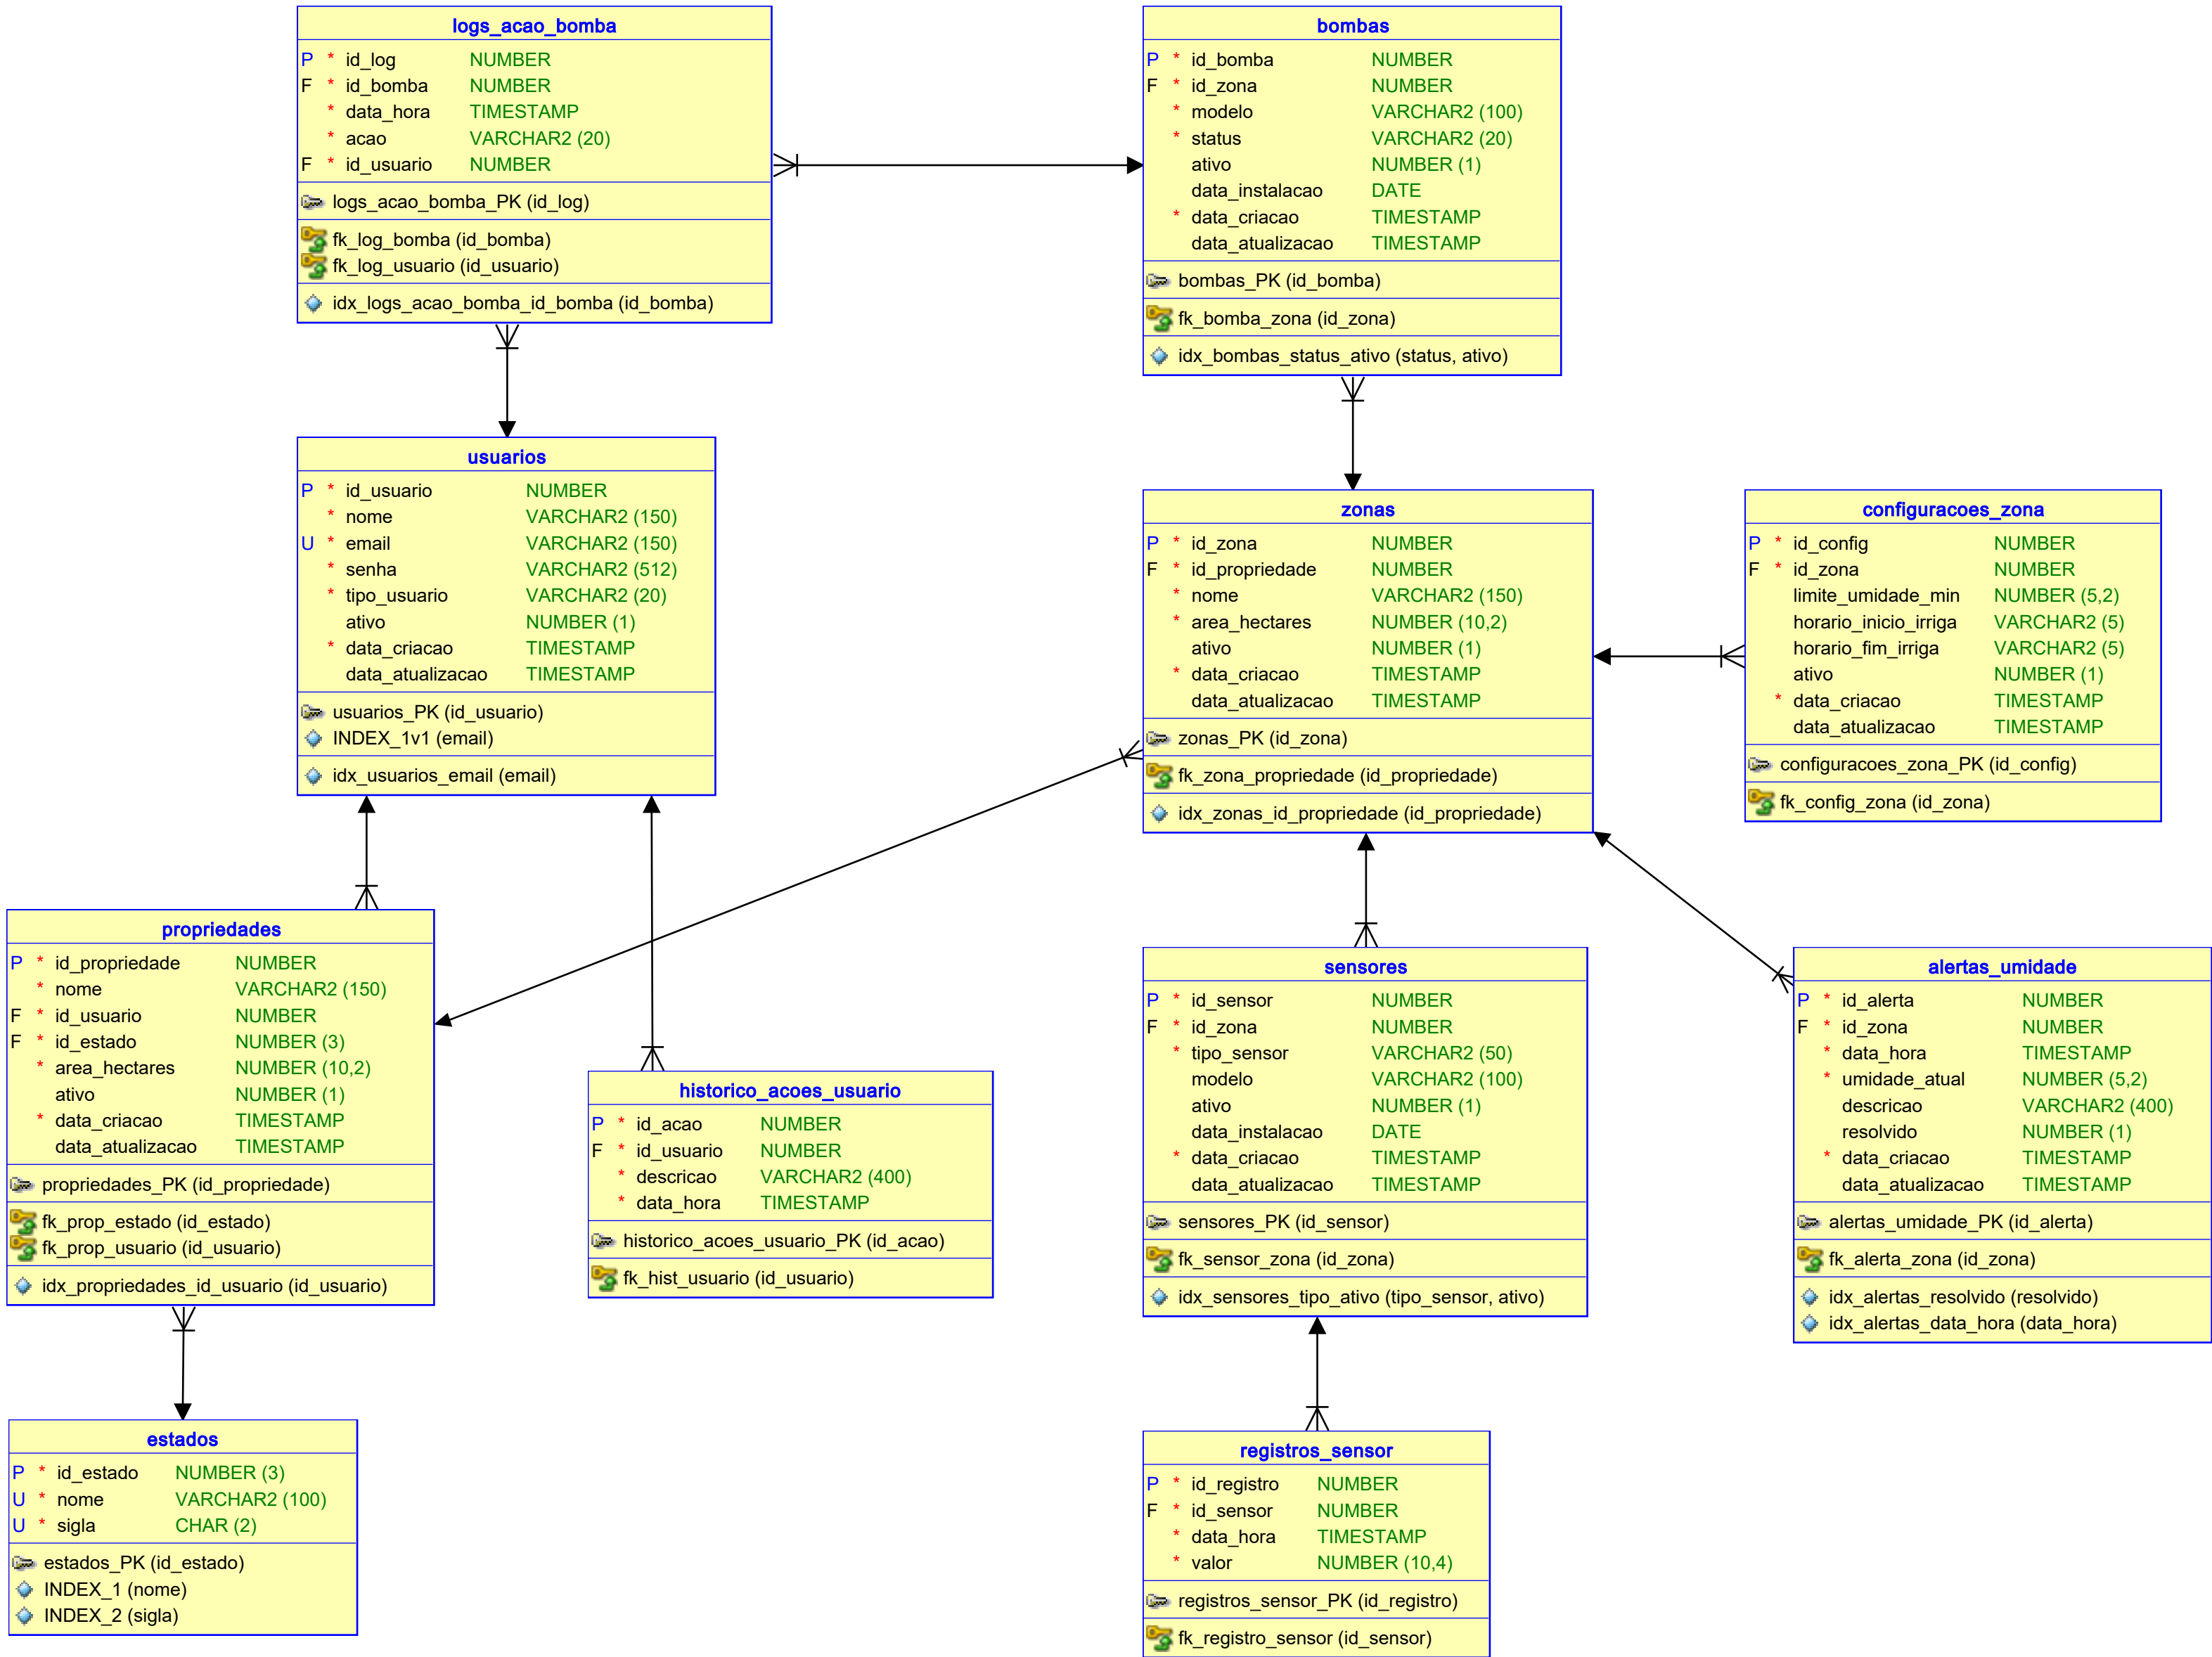 logs_acao_bomba
P * id_log NUMBER
F * id_bomba NUMBER
* data_hora TIMESTAMP
* acao VARCHAR2 (20)
F * id_usuario NUMBER
logs_acao_bomba_PK (id_log)
fk_log_bomba (id_bomba)
fk_log_usuario (id_usuario)
idx_logs_acao_bomba_id_bomba (id_bomba)
bombas
P * id_bomba NUMBER
F * id_zona NUMBER
* modelo VARCHAR2 (100)
* status VARCHAR2 (20)
ativo NUMBER (1)
data_instalacao DATE
* data_criacao TIMESTAMP
data_atualizacao TIMESTAMP
bombas_PK (id_bomba)
fk_bomba_zona (id_zona)
idx_bombas_status_ativo (status, ativo)
usuarios
P * id_usuario NUMBER
* nome VARCHAR2 (150)
U * email VARCHAR2 (150)
* senha VARCHAR2 (512)
* tipo_usuario VARCHAR2 (20)
ativo NUMBER (1)
* data_criacao TIMESTAMP
data_atualizacao TIMESTAMP
usuarios_PK (id_usuario)
INDEX_1v1 (email)
idx_usuarios_email (email)
zonas
P * id_zona NUMBER
F * id_propriedade NUMBER
* nome VARCHAR2 (150)
* area_hectares NUMBER (10,2)
ativo NUMBER (1)
* data_criacao TIMESTAMP
data_atualizacao TIMESTAMP
zonas_PK (id_zona)
fk_zona_propriedade (id_propriedade)
idx_zonas_id_propriedade (id_propriedade)
configuracoes_zona
P * id_config NUMBER
F * id_zona NUMBER
limite_umidade_min NUMBER (5,2)
horario_inicio_irriga VARCHAR2 (5)
horario_fim_irriga VARCHAR2 (5)
ativo NUMBER (1)
* data_criacao TIMESTAMP
data_atualizacao TIMESTAMP
configuracoes_zona_PK (id_config)
fk_config_zona (id_zona)
propriedades
P * id_propriedade NUMBER
* nome VARCHAR2 (150)
F * id_usuario NUMBER
F * id_estado NUMBER (3)
* area_hectares NUMBER (10,2)
ativo NUMBER (1)
* data_criacao TIMESTAMP
data_atualizacao TIMESTAMP
propriedades_PK (id_propriedade)
fk_prop_estado (id_estado)
fk_prop_usuario (id_usuario)
idx_propriedades_id_usuario (id_usuario)
historico_acoes_usuario
P * id_acao NUMBER
F * id_usuario NUMBER
* descricao VARCHAR2 (400)
* data_hora TIMESTAMP
historico_acoes_usuario_PK (id_acao)
fk_hist_usuario (id_usuario)
sensores
P * id_sensor NUMBER
F * id_zona NUMBER
* tipo_sensor VARCHAR2 (50)
modelo VARCHAR2 (100)
ativo NUMBER (1)
data_instalacao DATE
* data_criacao TIMESTAMP
data_atualizacao TIMESTAMP
sensores_PK (id_sensor)
fk_sensor_zona (id_zona)
idx_sensores_tipo_ativo (tipo_sensor, ativo)
alertas_umidade
P * id_alerta NUMBER
F * id_zona NUMBER
* data_hora TIMESTAMP
* umidade_atual NUMBER (5,2)
descricao VARCHAR2 (400)
resolvido NUMBER (1)
* data_criacao TIMESTAMP
data_atualizacao TIMESTAMP
alertas_umidade_PK (id_alerta)
fk_alerta_zona (id_zona)
idx_alertas_resolvido (resolvido)
idx_alertas_data_hora (data_hora)
estados
P * id_estado NUMBER (3)
U * nome VARCHAR2 (100)
U * sigla CHAR (2)
estados_PK (id_estado)
INDEX_1 (nome)
INDEX_2 (sigla)
registros_sensor
P * id_registro NUMBER
F * id_sensor NUMBER
* data_hora TIMESTAMP
* valor NUMBER (10,4)
registros_sensor_PK (id_registro)
fk_registro_sensor (id_sensor)